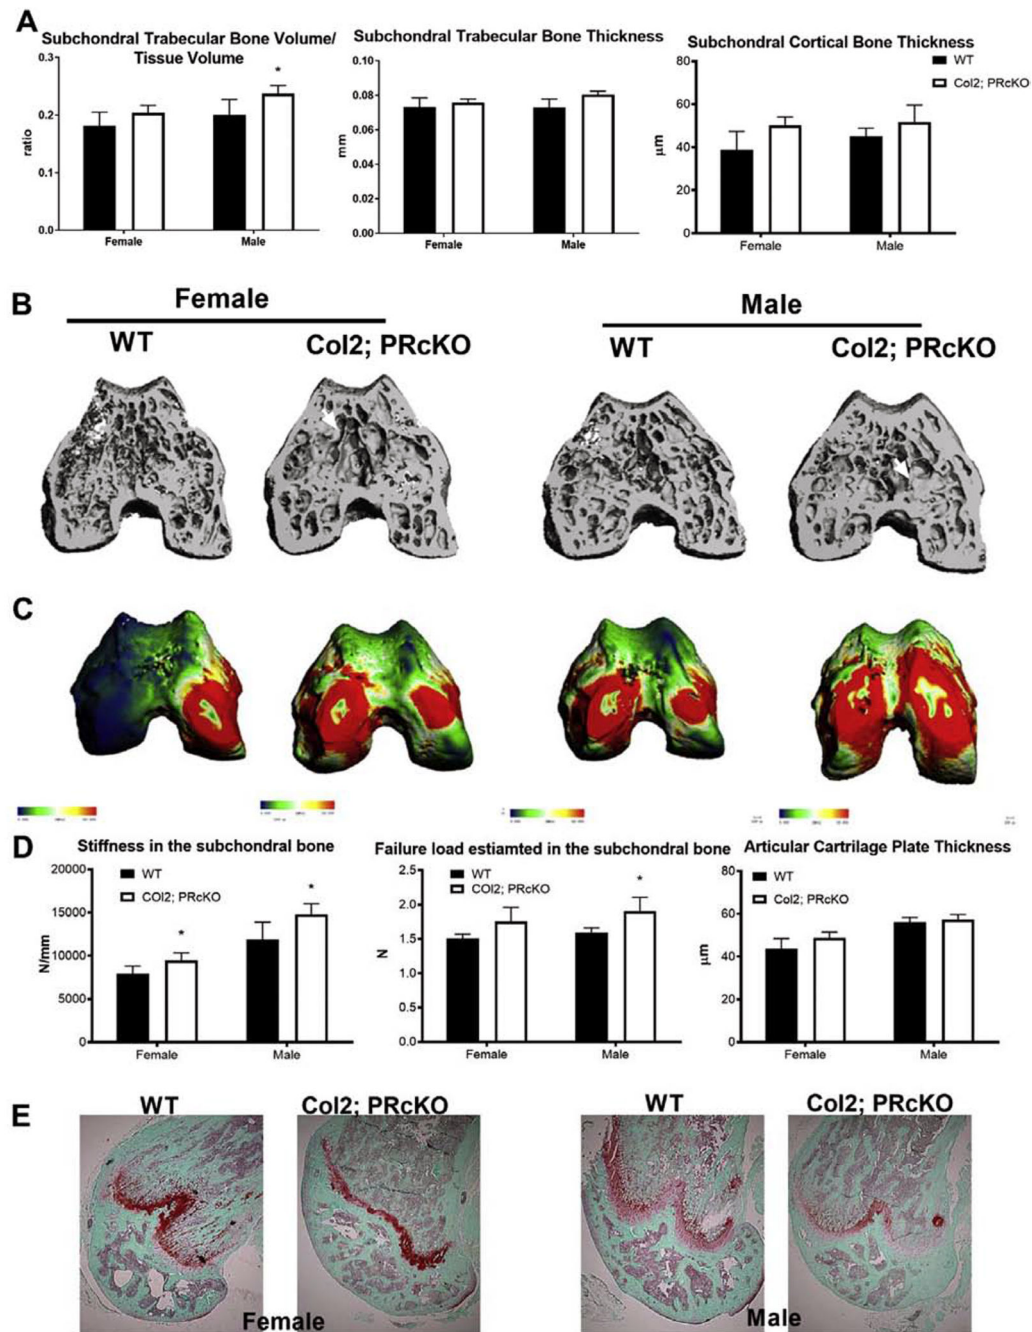 A
Subchondral Trabecular Bone Volume/
Tissue Volume
0.3
0.2
0.1
0.0
ratio
*
Female
Male
Subchondral Trabecular Bone Thickness
0.10
0.08
0.06
0.04
0.02
0.00
mm
Female
Male
Subchondral Cortical Bone Thickness
WT
Col2; PRcKO
80
60
40
20
0
μm
Female
Male
B
Female
Male
WT
Col2; PRcKO
WT
Col2; PRcKO
C
D
Stiffness in the subchondral bone
20000
15000
10000
5000
0
N/mm
WT
COl2; PRcKO
*
*
Female
Male
Failure load estiamted in the subchondral bone
2.5
2.0
1.5
1.0
0.5
0.0
N
WT
COl2; PRcKO
*
Female
Male
Articular Cartrilage Plate Thickness
80
60
40
20
0
μm
WT
Col2; PRcKO
Female
Male
E
WT
Col2; PRcKO
WT
Col2; PRcKO
Female
Male